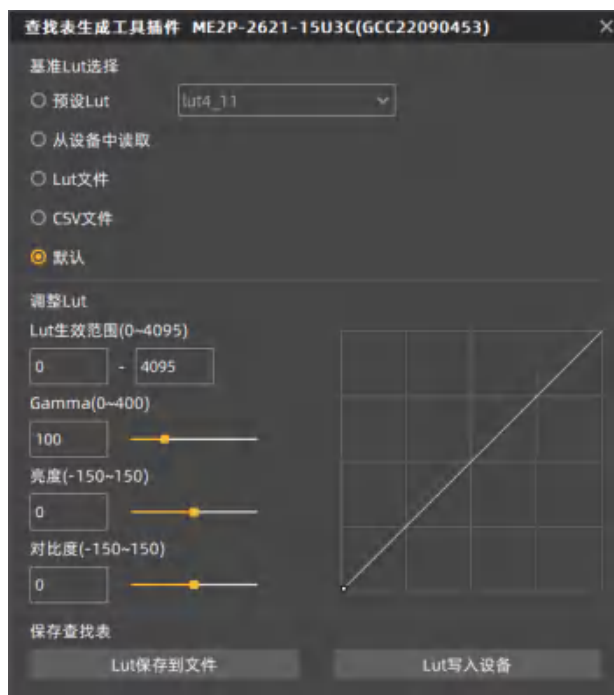 查找表生成工具插件 ME2P-2621-15U3C(GCC22090453)
基准Lut选择
预设Lut lut4_11
从设备中读取
Lut文件
CSV文件
默认
调整Lut
Lut生效范围(0~4095)
0 - 4095
Gamma(0~400)
100
亮度(-150~150)
0
对比度(-150~150)
0
保存查找表
Lut保存到文件 Lut写入设备